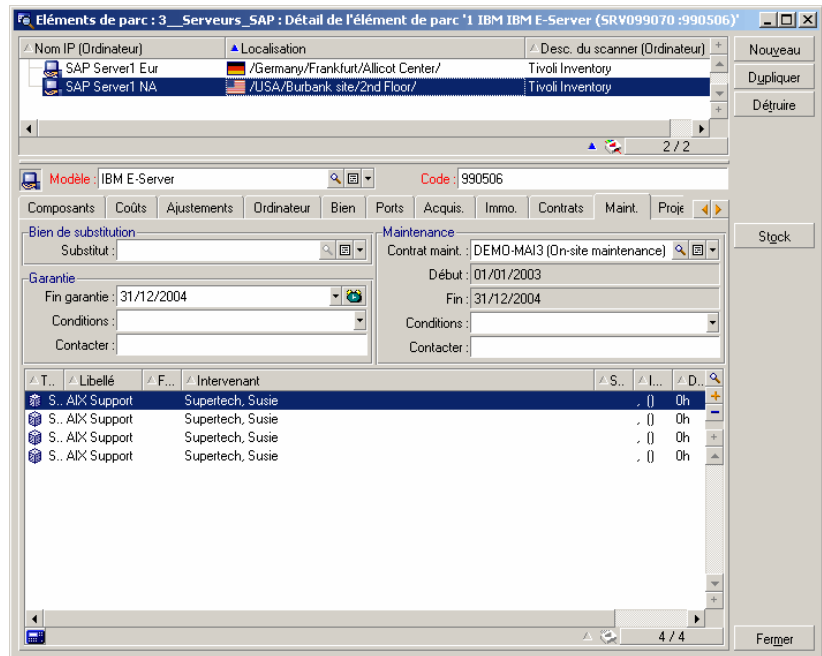 Eléments de parc : 3__Serveurs_SAP : Détail de l'élément de parc '1 IBM IBM E-Server (SRV099070 :990506)'
Nom IP (Ordinateur) Localisation Desc. du scanner (Ordinateur)
SAP Server1 Eur /Germany/Frankfurt/Allicot Center/ Tivoli Inventory
SAP Server1 NA /USA/Burbank site/2nd Floor/ Tivoli Inventory
2 / 2
Nouveau
Dupliquer
Détruire
Modèle : IBM E-Server Code : 990506
Composants Coûts Ajustements Ordinateur Bien Ports Acquis. Immo. Contrats Maint. Proje
Stock
Bien de substitution
Substitut :
Garantie
Fin garantie : 31/12/2004
Conditions :
Contacter :
Maintenance
Contrat maint. : DEMO-MAI3 (On-site maintenance)
Début : 01/01/2003
Fin : 31/12/2004
Conditions :
Contacter :
T.. Libellé F... Intervenant S.. I... D..
S.. AIX Support Supertech, Susie , () 0h
S.. AIX Support Supertech, Susie , () 0h
S.. AIX Support Supertech, Susie , () 0h
S.. AIX Support Supertech, Susie , () 0h
4 / 4
Fermer